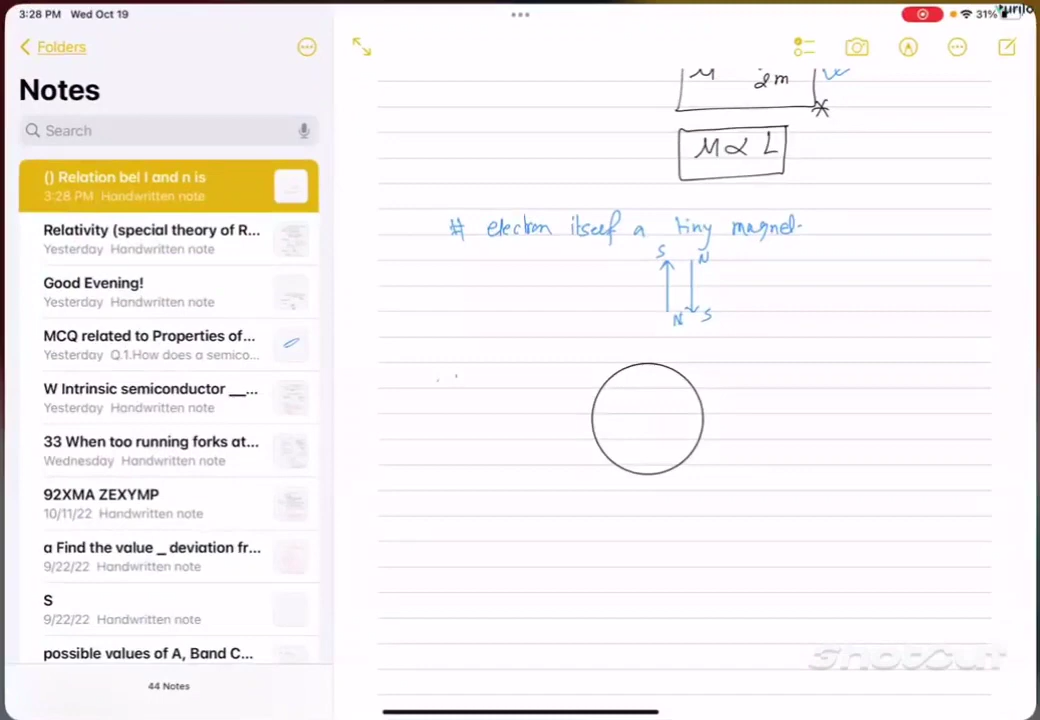 3:28 PM Wed Oct 19
31%
Folders
Notes
Search
() Relation bel I and n is
3:28 PM Handwritten note
Relativity (special theory of R...
Yesterday Handwritten note
Good Evening!
Yesterday Handwritten note
MCQ related to Properties of...
Yesterday Q.1.How does a semico...
W Intrinsic semiconductor __...
Yesterday Handwritten note
33 When too running forks at...
Wednesday Handwritten note
92XMA ZEXYMP
10/11/22 Handwritten note
a Find the value _ deviation fr...
9/22/22 Handwritten note
S
9/22/22 Handwritten note
possible values of A, Band C...
44 Notes
M 2m
M α L
# electron itself a tiny magnet.
S N
N S
Shotcut